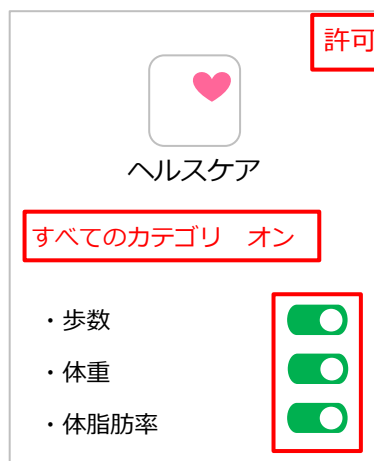 許可
ヘルスケア
すべてのカテゴリ　オン
・歩数
・体重
・体脂肪率